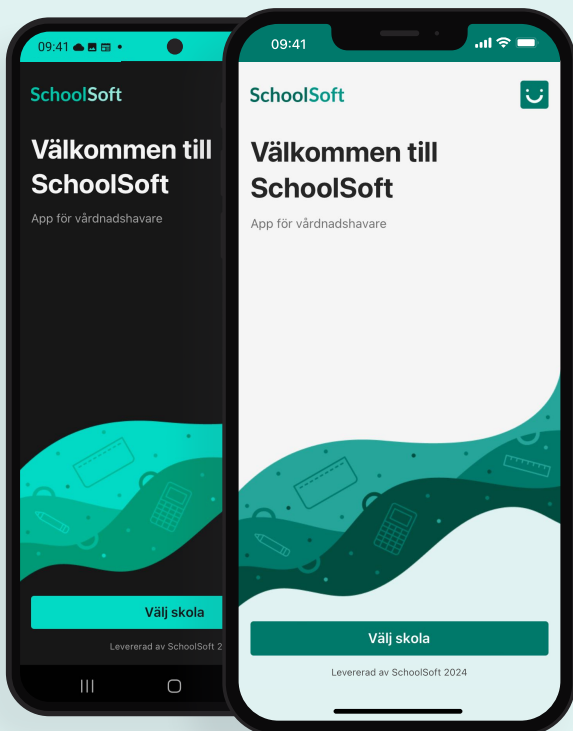 09:41
SchoolSoft
Välkommen till
SchoolSoft
App för vårdnadshavare
Välj skola
Levererad av SchoolSoft 2
09:41
SchoolSoft
Välkommen till
SchoolSoft
App för vårdnadshavare
Välj skola
Levererad av SchoolSoft 2024